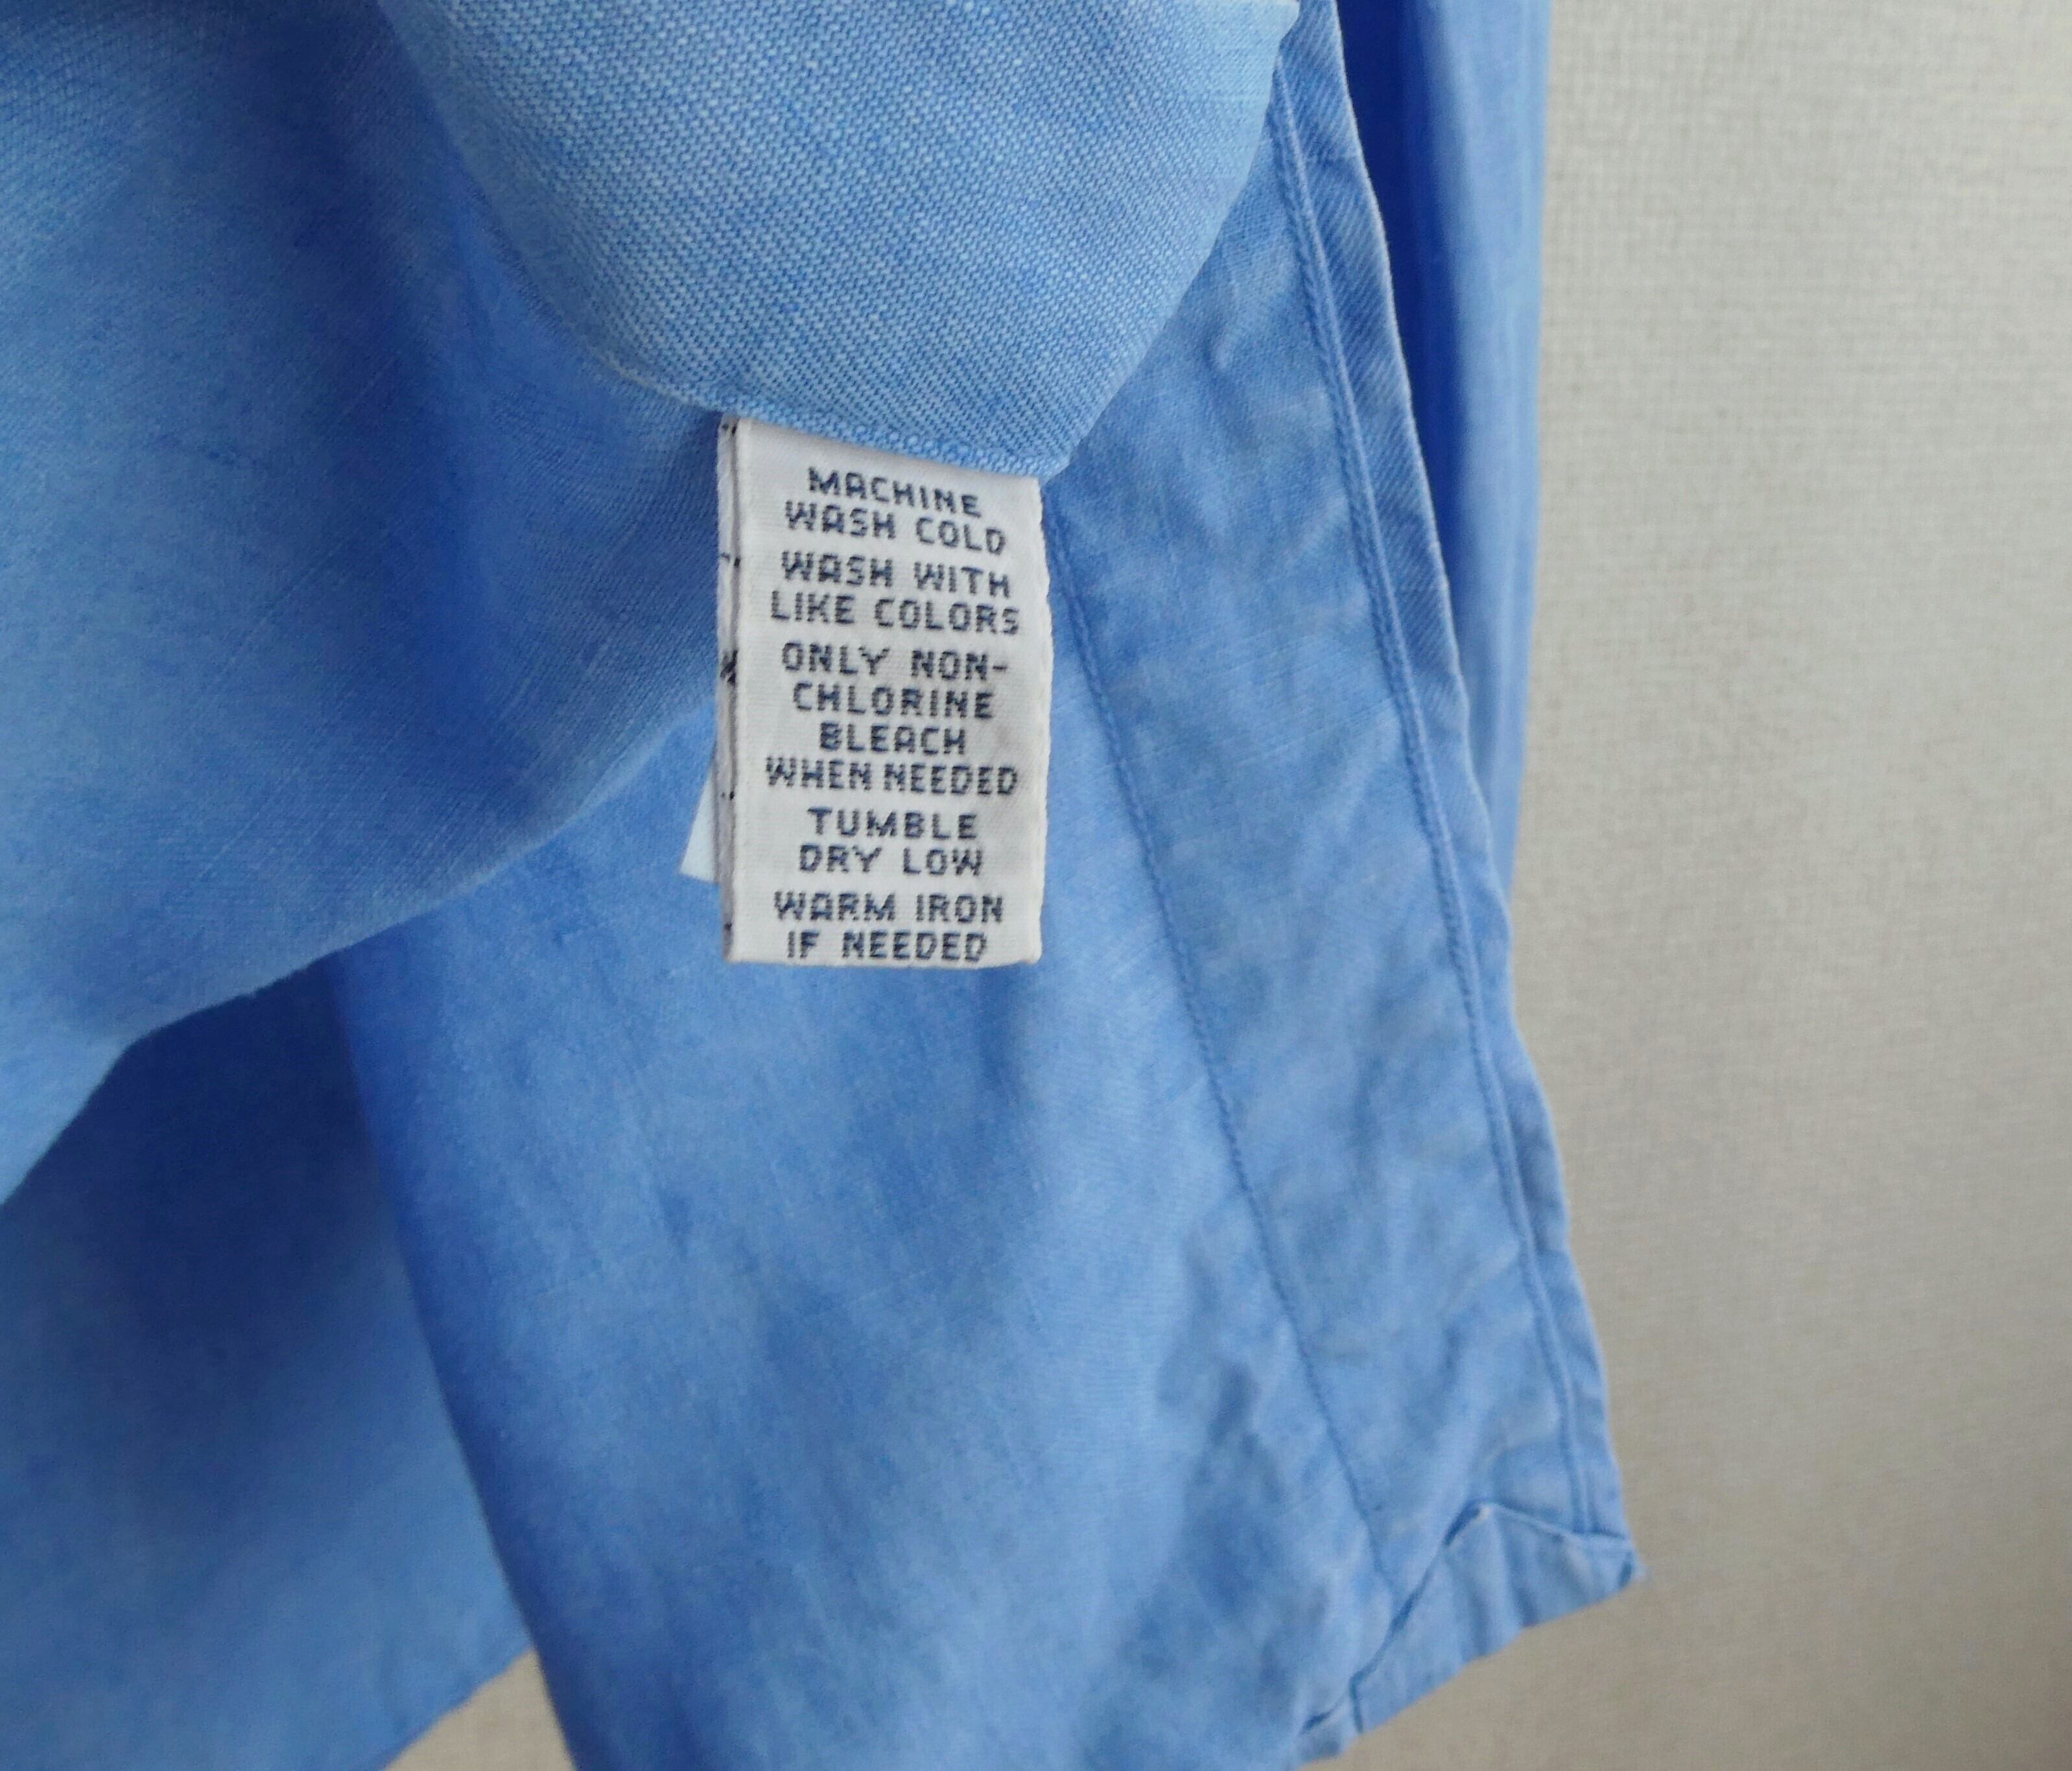 MACHINE
WASH COLD
WASH WITH
LIKE COLORS
ONLY NON-
CHLORINE
BLEACH
WHEN NEEDED
TUMBLE
DRY LOW
WARM IRON
IF NEEDED